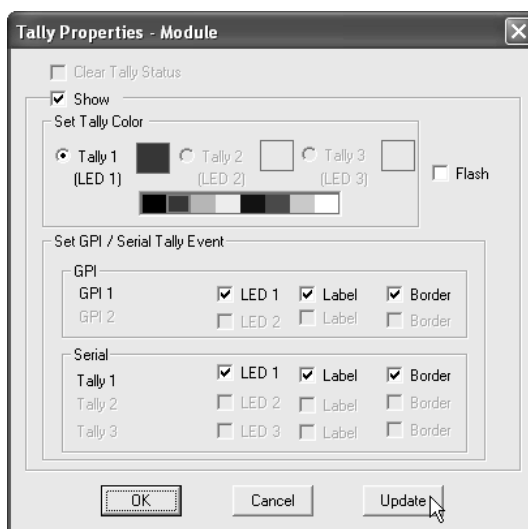 Tally Properties - Module
Clear Tally Status
Show
Set Tally Color
Tally 1 Tally 2 Tally 3
(LED 1) (LED 2) (LED 3)
Flash
Set GPI / Serial Tally Event
GPI
GPI 1 LED 1 Label Border
GPI 2 LED 2 Label Border
Serial
Tally 1 LED 1 Label Border
Tally 2 LED 2 Label Border
Tally 3 LED 3 Label Border
OK Cancel Update